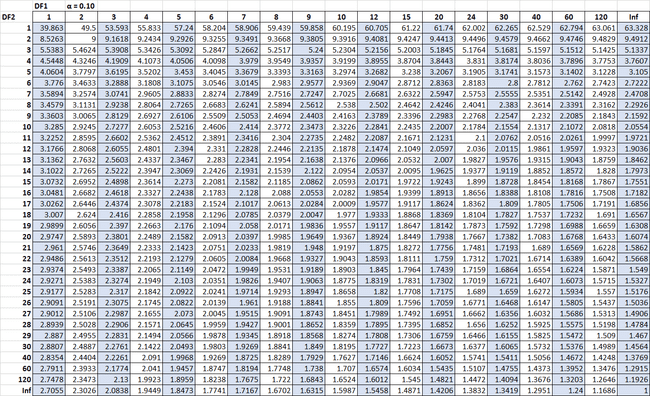 DF1 α = 0.10
DF2 1 2 3 4 5 6 7 8 9 10 12 15 20 24 30 40 60 120 Inf
1 39.863 49.5 53.593 55.833 57.24 58.204 58.906 59.439 59.858 60.195 60.705 61.22 61.74 62.002 62.265 62.529 62.794 63.061 63.328
2 8.5263 9 9.1618 9.2434 9.2926 9.3255 9.3491 9.3668 9.3805 9.3916 9.4081 9.4247 9.4413 9.4496 9.4579 9.4662 9.4746 9.4829 9.4912
3 5.5383 5.4624 5.3908 5.3426 5.3092 5.2847 5.2662 5.2517 5.24 5.2304 5.2156 5.2003 5.1845 5.1764 5.1681 5.1597 5.1512 5.1425 5.1337
4 4.5448 4.3246 4.1909 4.1073 4.0506 4.0098 3.979 3.9549 3.9357 3.9199 3.8955 3.8704 3.8443 3.831 3.8174 3.8036 3.7896 3.7753 3.7607
5 4.0604 3.7797 3.6195 3.5202 3.453 3.4045 3.3679 3.3393 3.3163 3.2974 3.2682 3.238 3.2067 3.1905 3.1741 3.1573 3.1402 3.1228 3.105
6 3.776 3.4633 3.2888 3.1808 3.1075 3.0546 3.0145 2.983 2.9577 2.9369 2.9047 2.8712 2.8363 2.8183 2.8 2.7812 2.762 2.7423 2.7222
7 3.5894 3.2574 3.0741 2.9605 2.8833 2.8274 2.7849 2.7516 2.7247 2.7025 2.6681 2.6322 2.5947 2.5753 2.5555 2.5351 2.5142 2.4928 2.4708
8 3.4579 3.1131 2.9238 2.8064 2.7265 2.6683 2.6241 2.5894 2.5612 2.538 2.502 2.4642 2.4246 2.4041 2.383 2.3614 2.3391 2.3162 2.2926
9 3.3603 3.0065 2.8129 2.6927 2.6106 2.5509 2.5053 2.4694 2.4403 2.4163 2.3789 2.3396 2.2983 2.2768 2.2547 2.232 2.2085 2.1843 2.1592
10 3.285 2.9245 2.7277 2.6053 2.5216 2.4606 2.414 2.3772 2.3473 2.3226 2.2841 2.2435 2.2007 2.1784 2.1554 2.1317 2.1072 2.0818 2.0554
11 3.2252 2.8595 2.6602 2.5362 2.4512 2.3891 2.3416 2.304 2.2735 2.2482 2.2087 2.1671 2.1231 2.1 2.0762 2.0516 2.0261 1.9997 1.9721
12 3.1766 2.8068 2.6055 2.4801 2.394 2.331 2.2828 2.2446 2.2135 2.1878 2.1474 2.1049 2.0597 2.036 2.0115 1.9861 1.9597 1.9323 1.9036
13 3.1362 2.7632 2.5603 2.4337 2.3467 2.283 2.2341 2.1954 2.1638 2.1376 2.0966 2.0532 2.007 1.9827 1.9576 1.9315 1.9043 1.8759 1.8462
14 3.1022 2.7265 2.5222 2.3947 2.3069 2.2426 2.1931 2.1539 2.122 2.0954 2.0537 2.0095 1.9625 1.9377 1.9119 1.8852 1.8572 1.828 1.7973
15 3.0732 2.6952 2.4898 2.3614 2.273 2.2081 2.1582 2.1185 2.0862 2.0593 2.0171 1.9722 1.9243 1.899 1.8728 1.8454 1.8168 1.7867 1.7551
16 3.0481 2.6682 2.4618 2.3327 2.2438 2.1783 2.128 2.088 2.0553 2.0282 1.9854 1.9399 1.8913 1.8656 1.8388 1.8108 1.7816 1.7508 1.7182
17 3.0262 2.6446 2.4374 2.3078 2.2183 2.1524 2.1017 2.0613 2.0284 2.0009 1.9577 1.9117 1.8624 1.8362 1.809 1.7805 1.7506 1.7191 1.6856
18 3.007 2.624 2.416 2.2858 2.1958 2.1296 2.0785 2.0379 2.0047 1.977 1.9333 1.8868 1.8369 1.8104 1.7827 1.7537 1.7232 1.691 1.6567
19 2.9899 2.6056 2.397 2.2663 2.176 2.1094 2.058 2.0171 1.9836 1.9557 1.9117 1.8647 1.8142 1.7873 1.7592 1.7298 1.6988 1.6659 1.6308
20 2.9747 2.5893 2.3801 2.2489 2.1582 2.0913 2.0397 1.9985 1.9649 1.9367 1.8924 1.8449 1.7938 1.7667 1.7382 1.7083 1.6768 1.6433 1.6074
21 2.961 2.5746 2.3649 2.2333 2.1423 2.0751 2.0233 1.9819 1.948 1.9197 1.875 1.8272 1.7756 1.7481 1.7193 1.689 1.6569 1.6228 1.5862
22 2.9486 2.5613 2.3512 2.2193 2.1279 2.0605 2.0084 1.9668 1.9327 1.9043 1.8593 1.8111 1.759 1.7312 1.7021 1.6714 1.6389 1.6042 1.5668
23 2.9374 2.5493 2.3387 2.2065 2.1149 2.0472 1.9949 1.9531 1.9189 1.8903 1.845 1.7964 1.7439 1.7159 1.6864 1.6554 1.6224 1.5871 1.549
24 2.9271 2.5383 2.3274 2.1949 2.103 2.0351 1.9826 1.9407 1.9063 1.8775 1.8319 1.7831 1.7302 1.7019 1.6721 1.6407 1.6073 1.5715 1.5327
25 2.9177 2.5283 2.317 2.1842 2.0922 2.0241 1.9714 1.9293 1.8947 1.8658 1.82 1.7708 1.7175 1.689 1.659 1.6272 1.5934 1.557 1.5176
26 2.9091 2.5191 2.3075 2.1745 2.0822 2.0139 1.961 1.9188 1.8841 1.855 1.809 1.7596 1.7059 1.6771 1.6468 1.6147 1.5805 1.5437 1.5036
27 2.9012 2.5106 2.2987 1.2655 2.073 2.0045 1.9515 1.9091 1.8743 1.8451 1.7989 1.7492 1.6951 1.6662 1.6356 1.6032 1.5686 1.5313 1.4906
28 2.8939 2.5028 2.2906 2.1571 2.0645 1.9959 1.9427 1.9001 1.8652 1.8359 1.7895 1.7395 1.6852 1.656 1.6252 1.5925 1.5575 1.5198 1.4784
29 2.887 2.4955 2.2831 2.1494 2.0566 1.9878 1.9345 1.8918 1.8568 1.8274 1.7808 1.7306 1.6759 1.6466 1.6155 1.5825 1.5472 1.509 1.467
30 2.8807 2.4887 2.2761 2.1422 2.0493 1.9803 1.9269 1.8841 1.849 1.8195 1.7727 1.7223 1.6673 1.6377 1.6065 1.5732 1.5376 1.4989 1.4564
40 2.8354 2.4404 2.2261 2.091 1.9968 1.9269 1.8725 1.8289 1.7929 1.7627 1.7146 1.6624 1.6052 1.5741 1.5411 1.5056 1.4672 1.4248 1.3769
60 2.7911 2.3933 2.1774 2.041 1.9457 1.8747 1.8194 1.7748 1.738 1.707 1.6574 1.6034 1.5435 1.5107 1.4755 1.4373 1.3952 1.3476 1.2915
120 2.7478 2.3473 2.13 1.9923 1.8959 1.8238 1.7675 1.722 1.6843 1.6524 1.6012 1.545 1.4821 1.4472 1.4094 1.3676 1.3203 1.2646 1.1926
Inf 2.7055 2.3026 2.0838 1.9449 1.8473 1.7741 1.7167 1.6702 1.6315 1.5987 1.5458 1.4871 1.4206 1.3832 1.3419 1.2951 1.24 1.1686 1